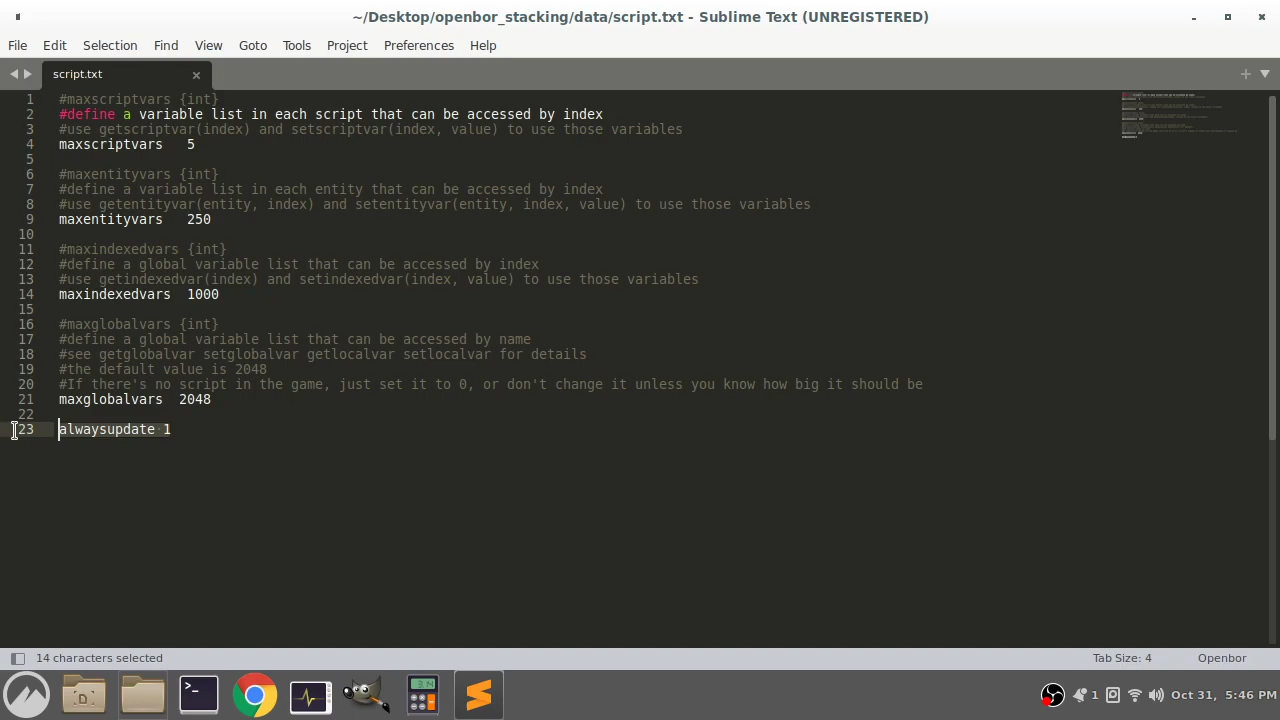 ~/Desktop/openbor_stacking/data/script.txt - Sublime Text (UNREGISTERED)
File Edit Selection Find View Goto Tools Project Preferences Help
script.txt
1 #maxscriptvars {int}
2 #define a variable list in each script that can be accessed by index
3 #use getscriptvar(index) and setscriptvar(index, value) to use those variables
4 maxscriptvars 5
5
6 #maxentityvars {int}
7 #define a variable list in each entity that can be accessed by index
8 #use getentityvar(entity, index) and setentityvar(entity, index, value) to use those variables
9 maxentityvars 250
10
11 #maxindexedvars {int}
12 #define a global variable list that can be accessed by index
13 #use getindexedvar(index) and setindexedvar(index, value) to use those variables
14 maxindexedvars 1000
15
16 #maxglobalvars {int}
17 #define a global variable list that can be accessed by name
18 #see getglobalvar setglobalvar getlocalvar setlocalvar for details
19 #the default value is 2048
20 #If there's no script in the game, just set it to 0, or don't change it unless you know how big it should be
21 maxglobalvars 2048
22
23 alwaysupdate 1
14 characters selected Tab Size: 4 Openbor
1 Oct 31, 5:46 PM